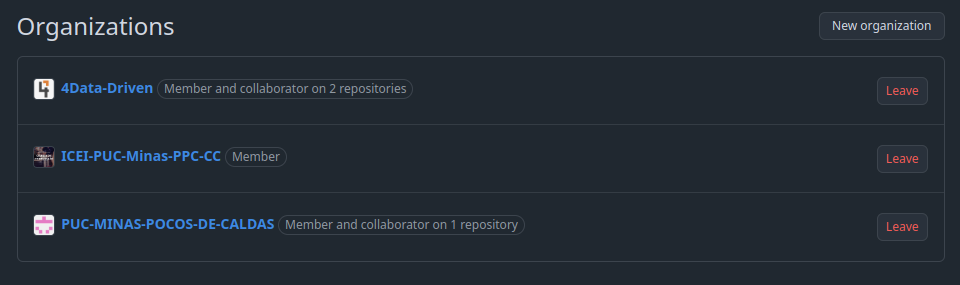 Organizations
New organization
4Data-Driven Member and collaborator on 2 repositories
Leave
ICEI-PUC-Minas-PPC-CC Member
Leave
PUC-MINAS-POCOS-DE-CALDAS Member and collaborator on 1 repository
Leave